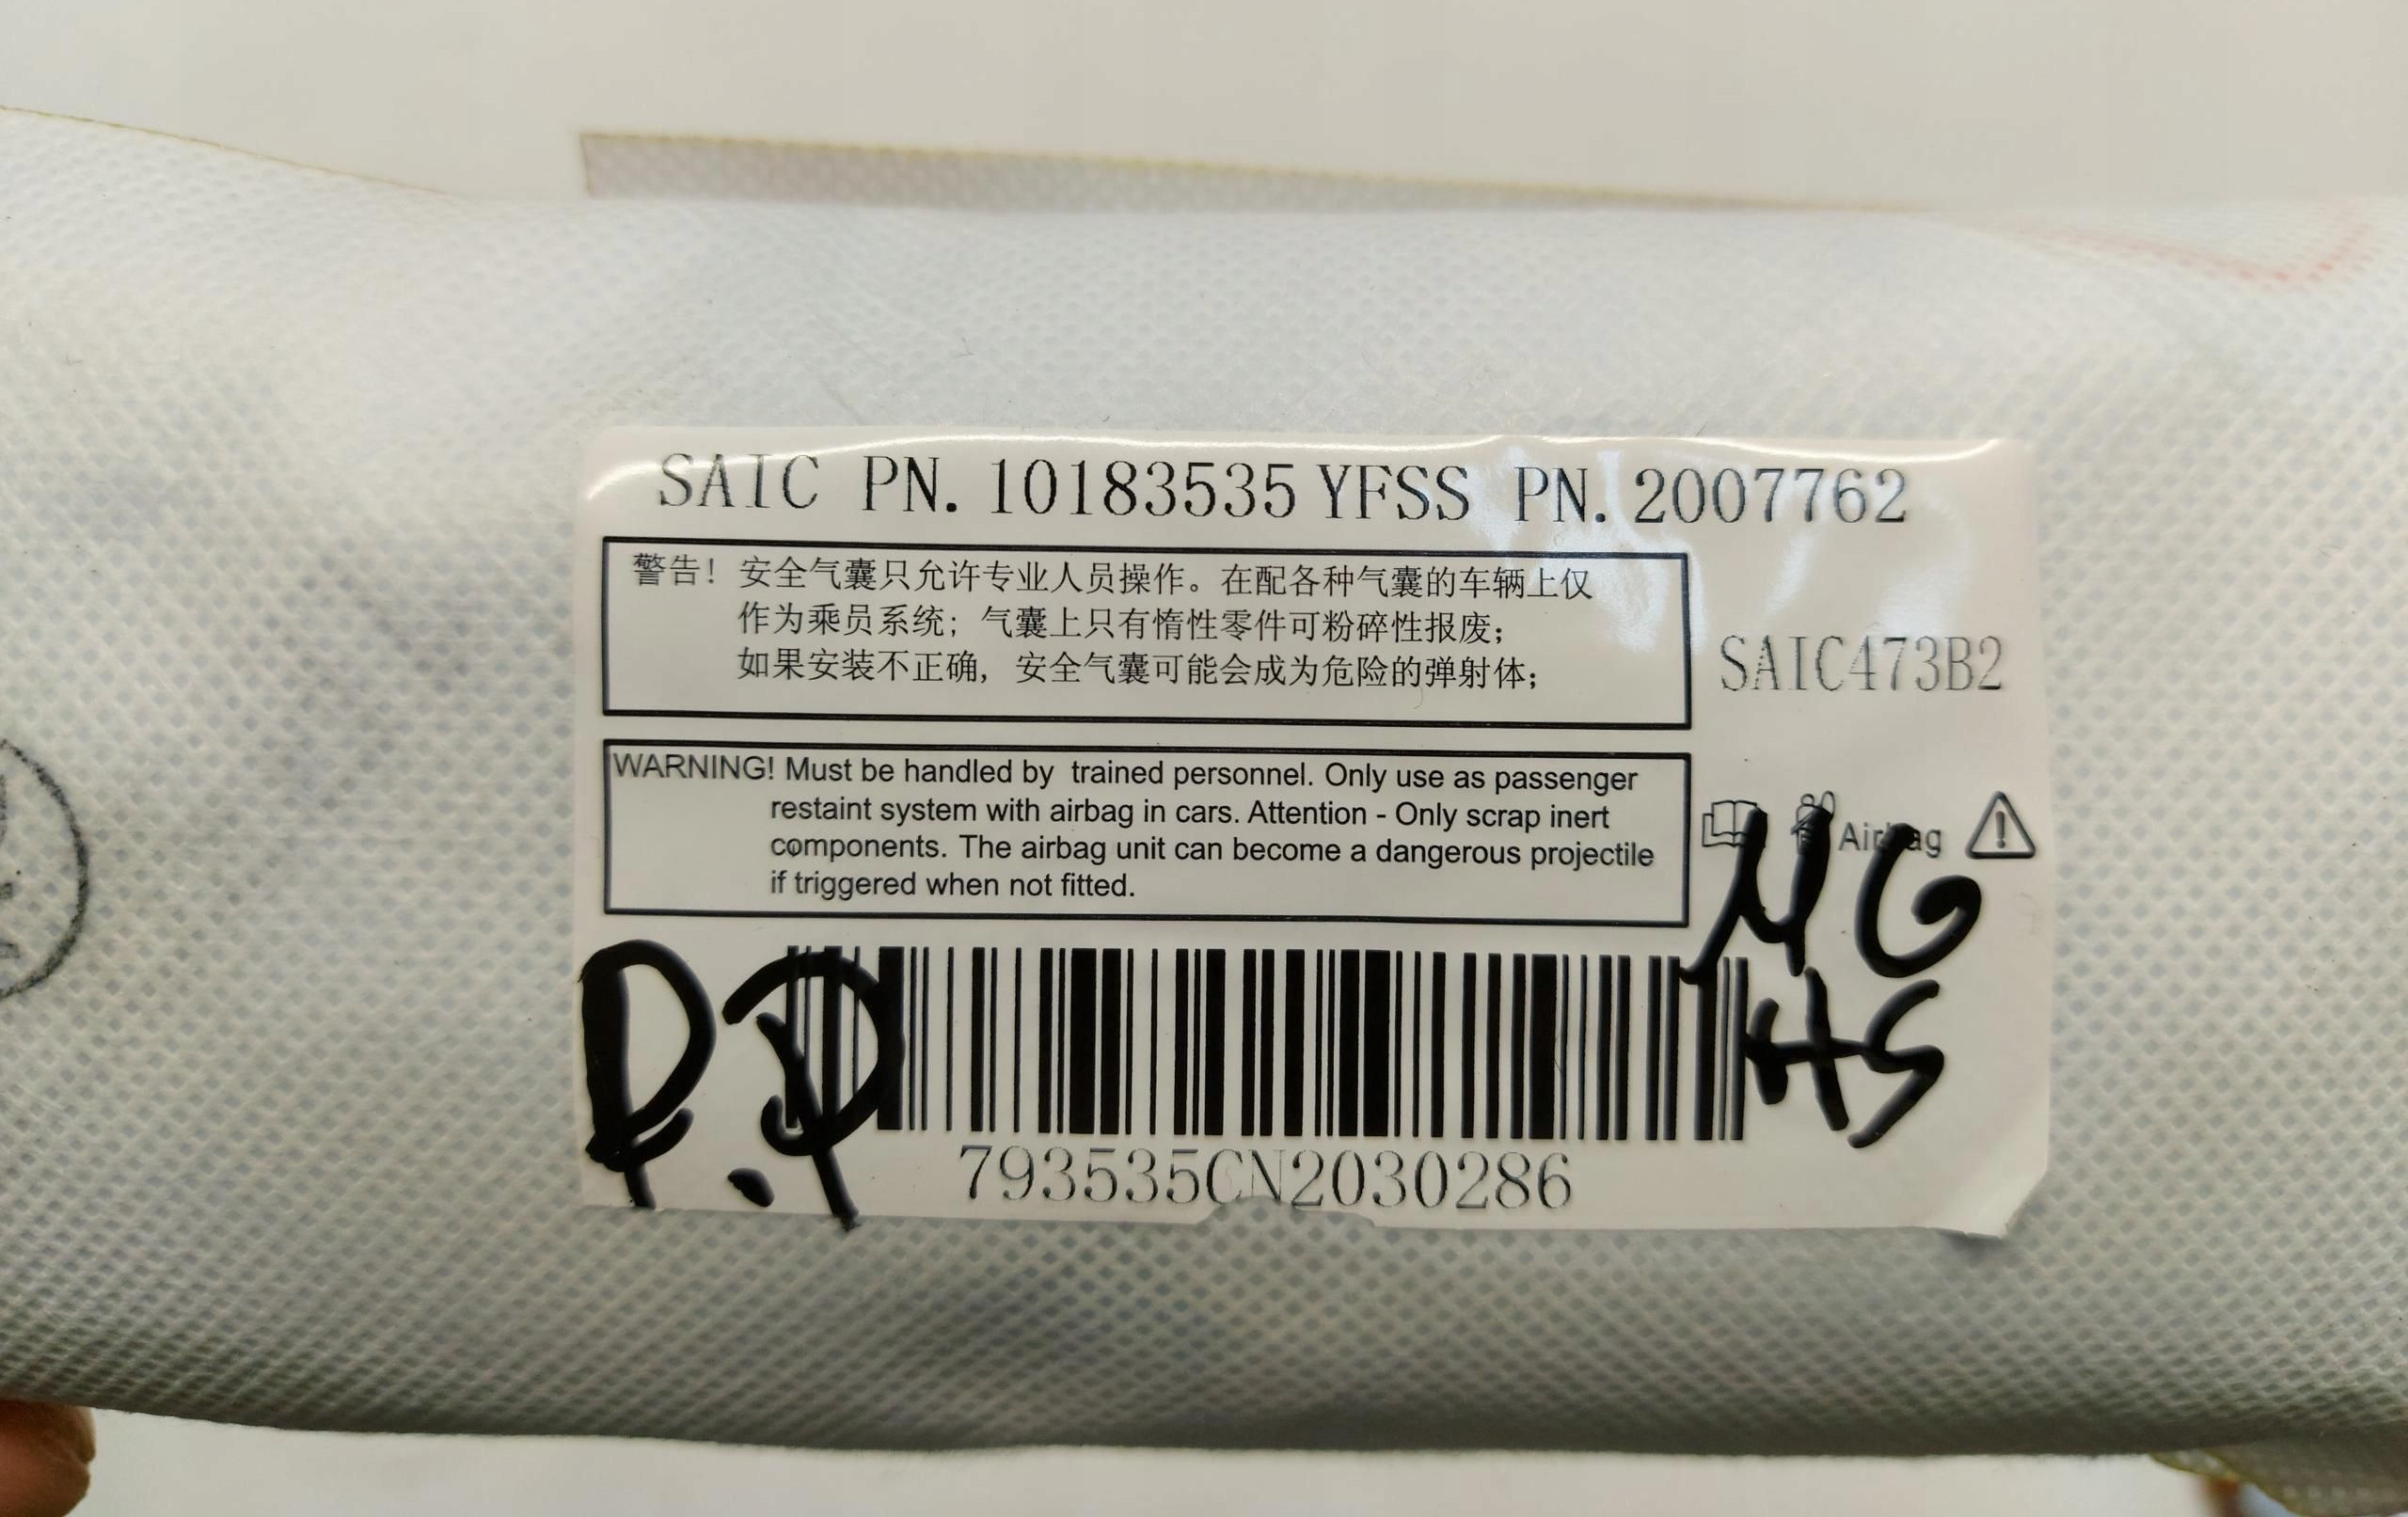 SAIC PN. 10183535 YFSS PN. 2007762
警告！安全气囊只允许专业人员操作。在配各种气囊的车辆上仅
作为乘员系统；气囊上只有惰性零件可粉碎性报废；
如果安装不正确，安全气囊可能会成为危险的弹射体；
SAIC473B2
WARNING! Must be handled by trained personnel. Only use as passenger
restaint system with airbag in cars. Attention - Only scrap inert
components. The airbag unit can become a dangerous projectile
if triggered when not fitted.
Airbag
MG
HS
P.P
793535CN2030286